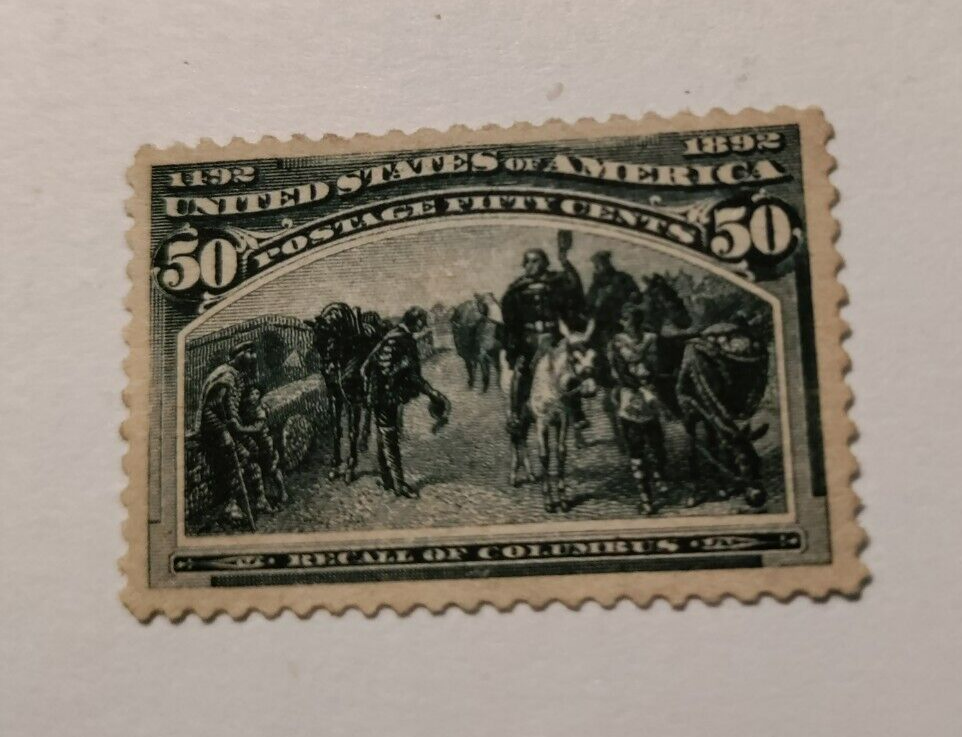 1492 1892
UNITED STATES OF AMERICA
POSTAGE FIFTY CENTS
50 50
RECALL OF COLUMBUS